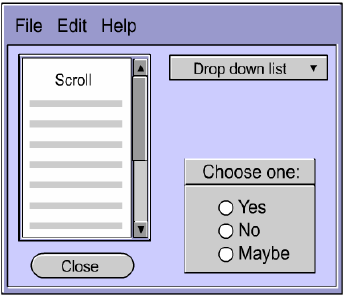 File Edit Help
Scroll
Drop down list
Choose one:
Yes
No
Maybe
Close